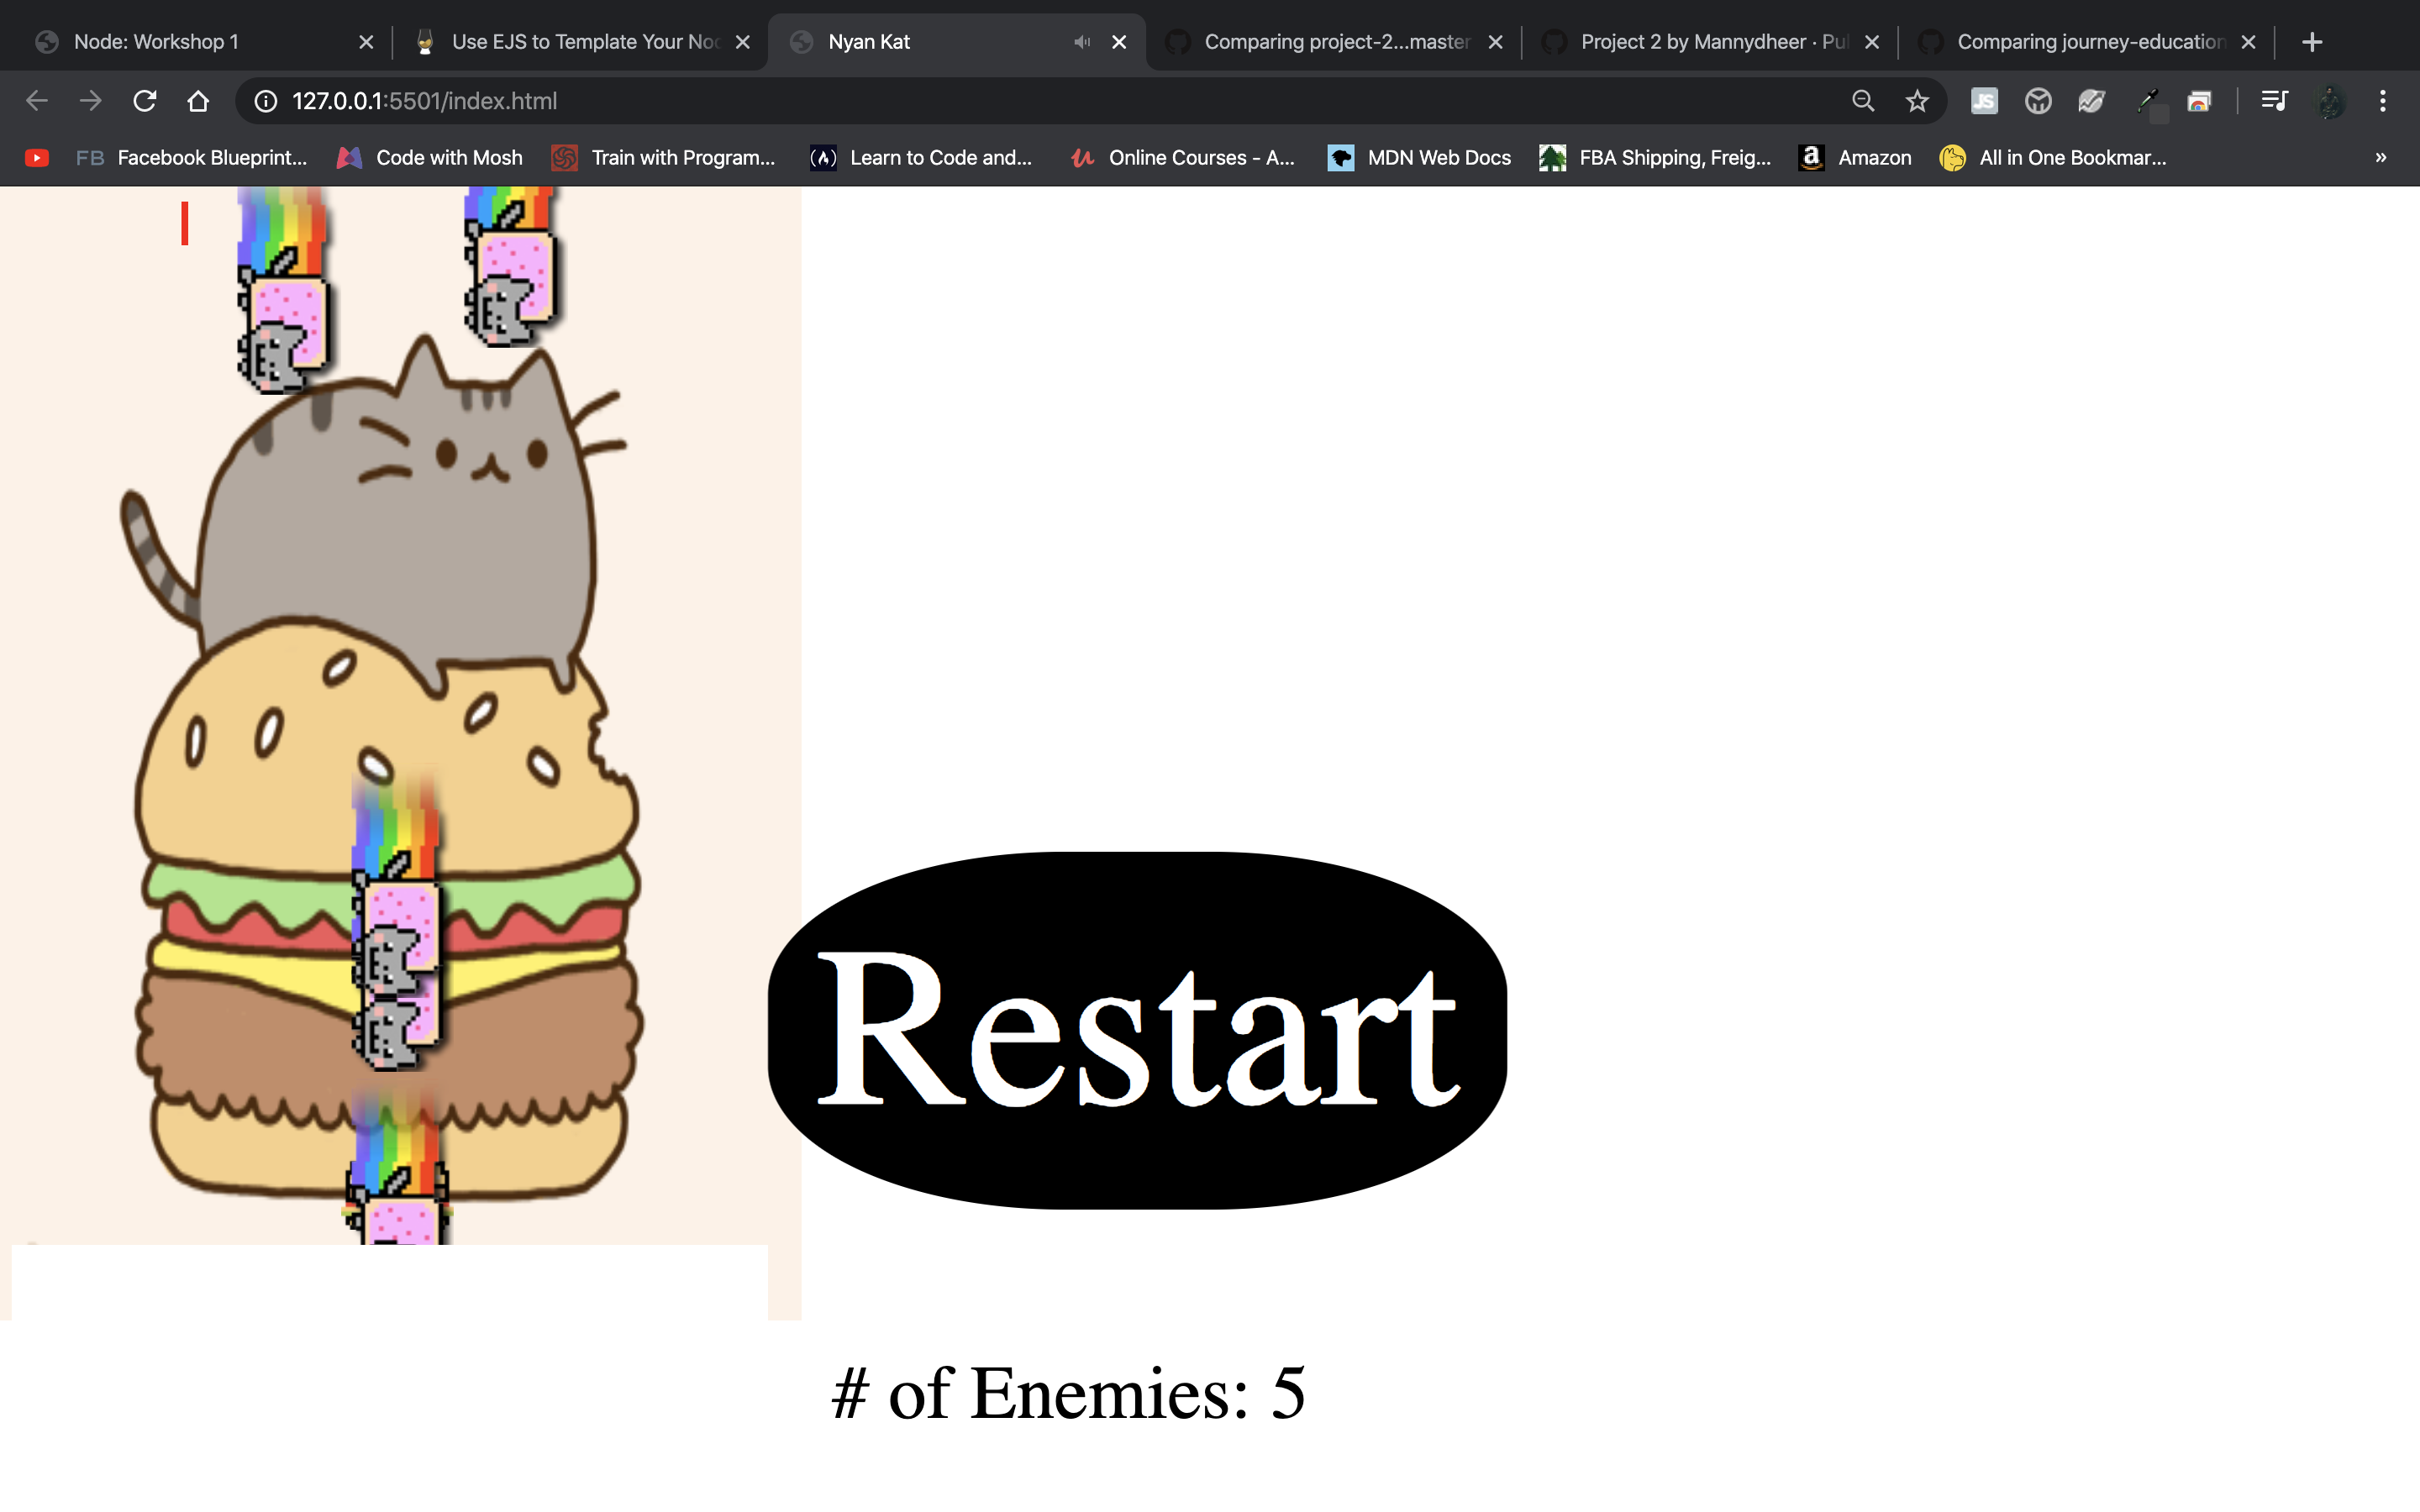 Node: Workshop 1
Use EJS to Template Your Noc
Nyan Kat
Comparing project-2...master
Project 2 by Mannydheer · Pul
Comparing journey-education
127.0.0.1:5501/index.html
JS
FB Facebook Blueprint...
Code with Mosh
Train with Program...
Learn to Code and...
Online Courses - A...
MDN Web Docs
FBA Shipping, Freig...
Amazon
All in One Bookmar...
Restart
# of Enemies: 5